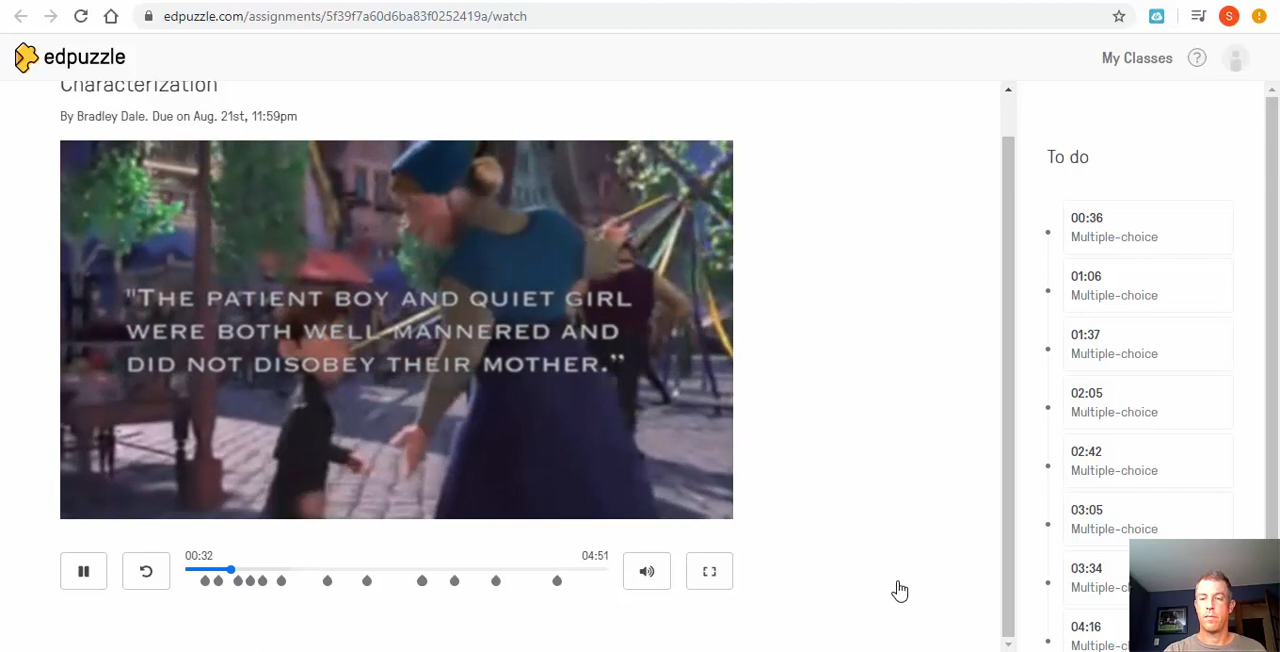 edpuzzle.com/assignments/5f39f7a60d6ba83f0252419a/watch
S
edpuzzle
My Classes
?
Characterization
By Bradley Dale. Due on Aug. 21st, 11:59pm
"THE PATIENT BOY AND QUIET GIRL
WERE BOTH WELL MANNERED AND
DID NOT DISOBEY THEIR MOTHER."
00:32
04:51
To do
00:36
Multiple-choice
01:06
Multiple-choice
01:37
Multiple-choice
02:05
Multiple-choice
02:42
Multiple-choice
03:05
Multiple-choice
03:34
Multiple-c
04:16
Multiple-c